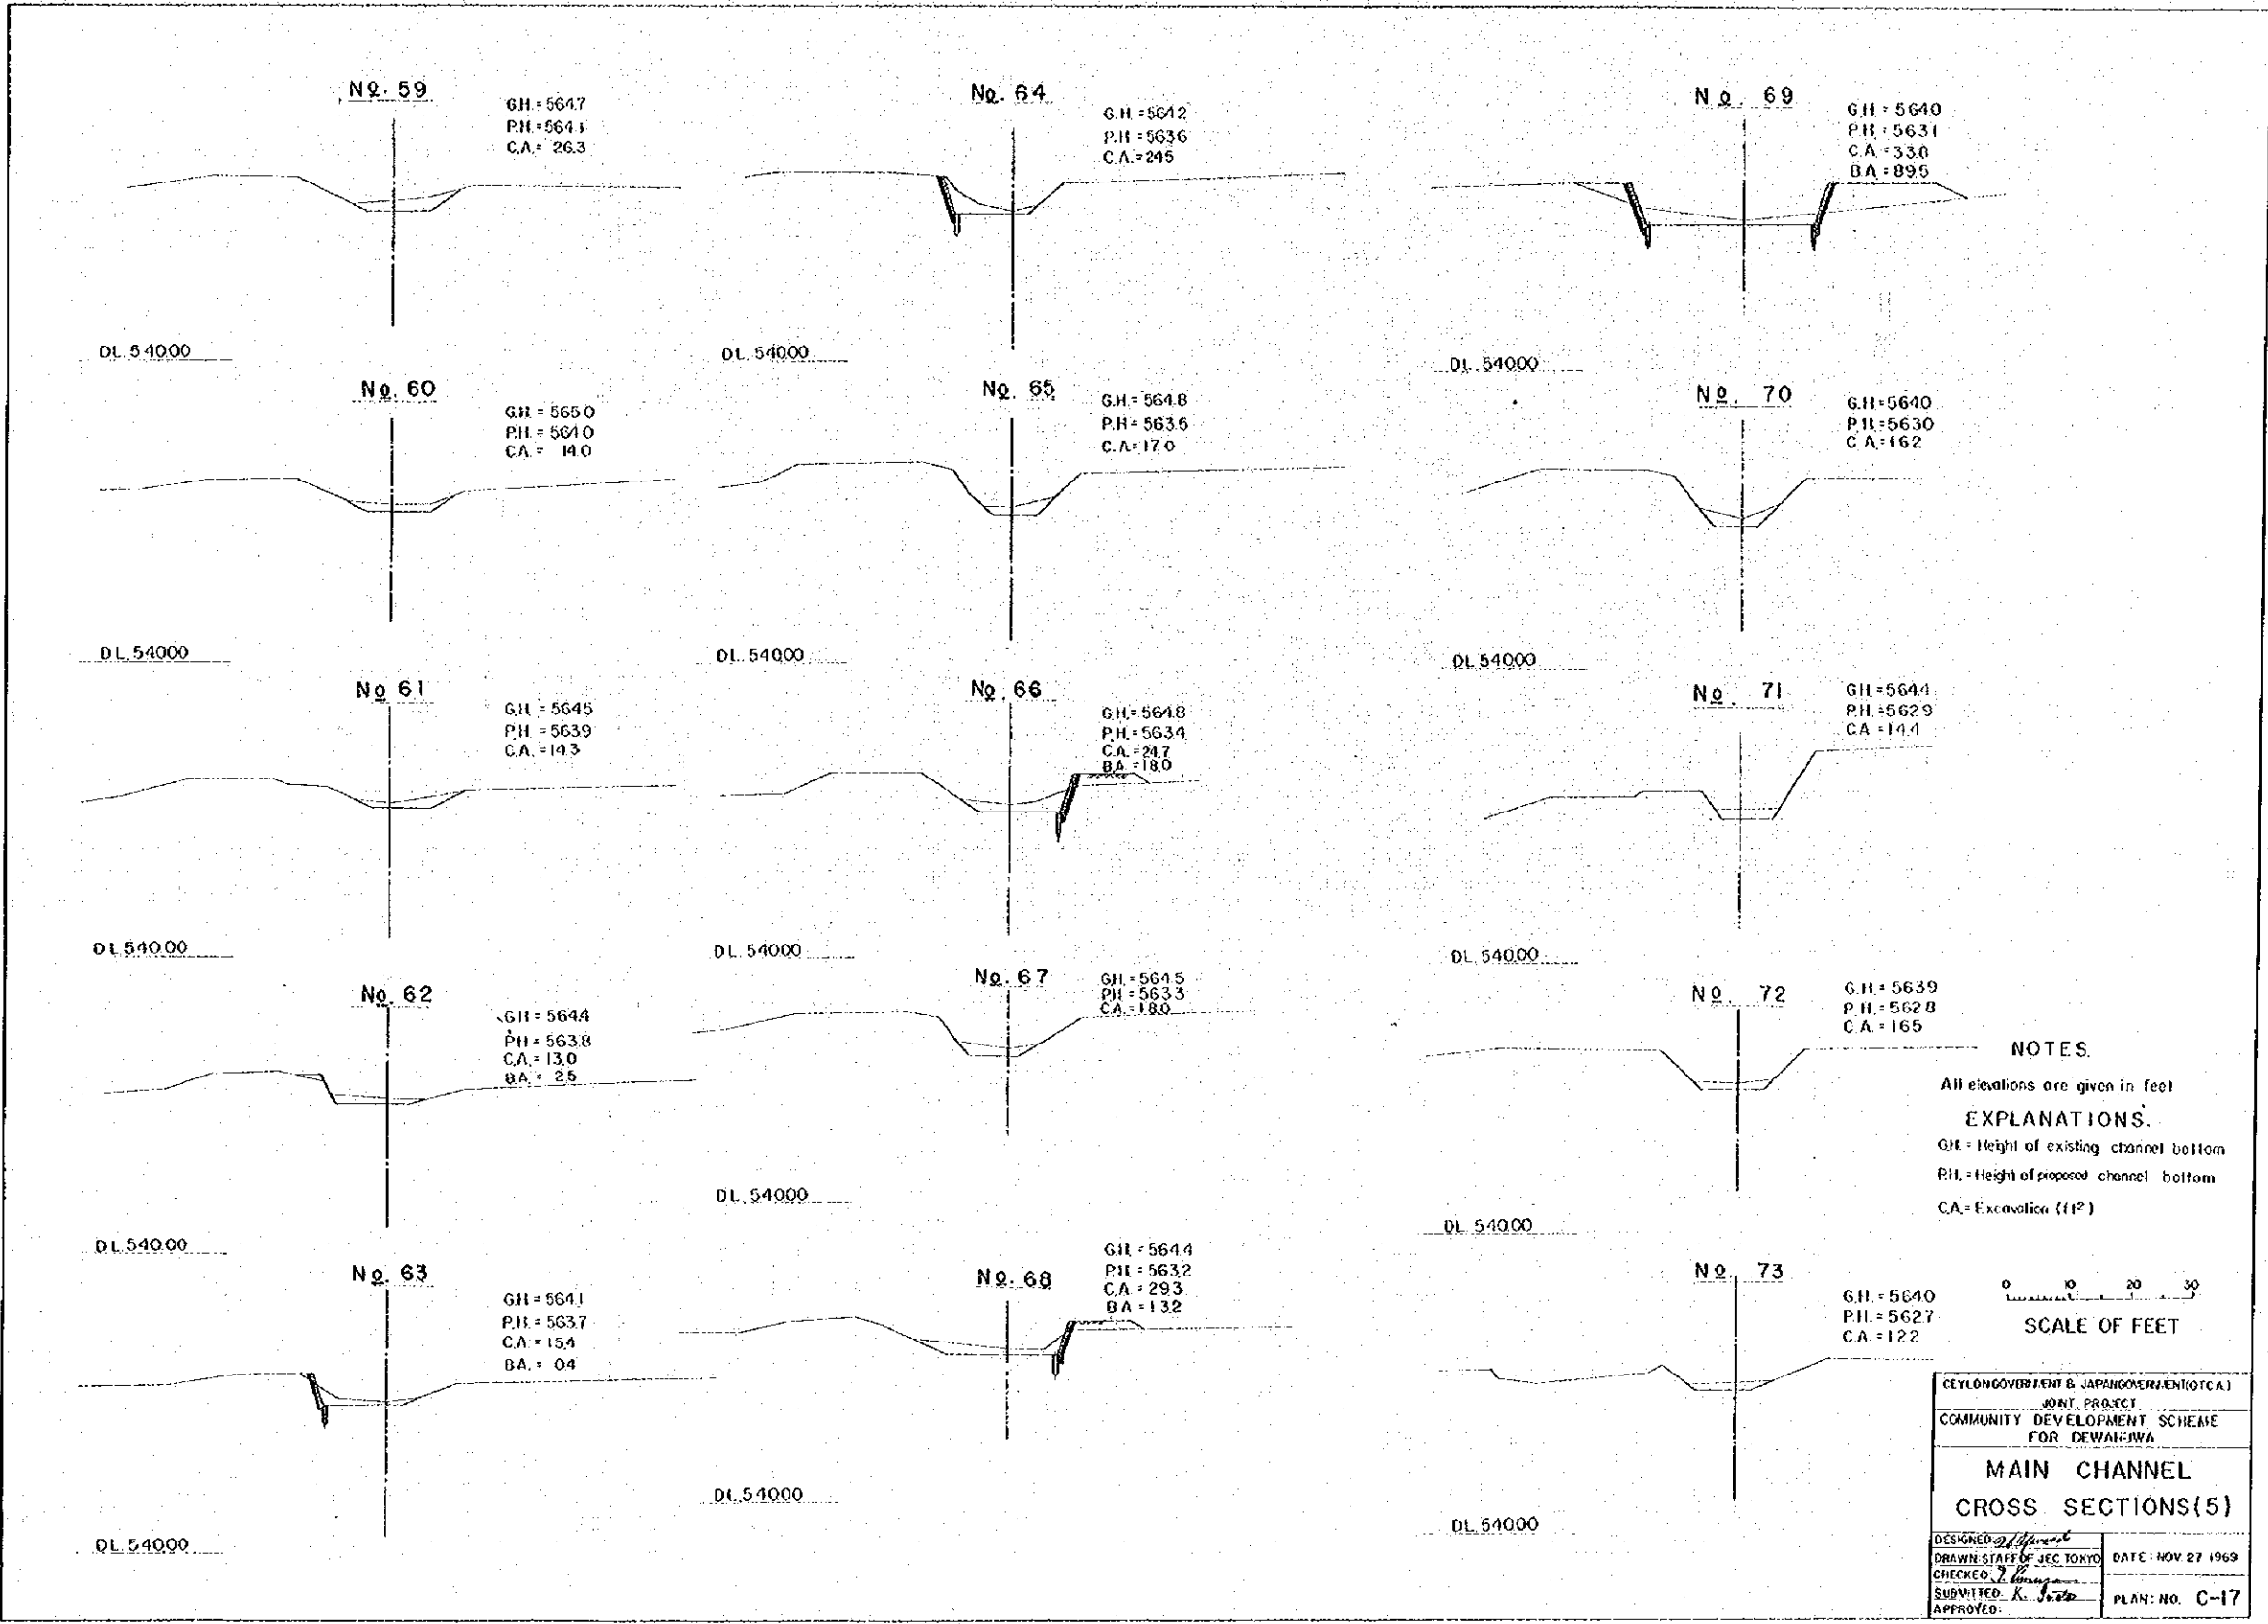 No. 59
G.H. = 564.7
P.H. = 564.1
C.A. = 26.3
DL. 540.00
No. 60
G.H. = 565.0
P.H. = 564.0
C.A. = 14.0
DL. 540.00
No. 61
G.H. = 564.5
P.H. = 563.9
C.A. = 14.3
DL. 540.00
No. 62
G.H = 564.4
P.H = 563.8
C.A. = 13.0
B.A. = 2.5
DL. 540.00
No. 63
G.H = 564.1
P.H. = 563.7
C.A. = 15.4
B.A. = 0.4
DL. 540.00
No. 64
G.H. = 564.2
P.H = 563.6
C.A. = 24.5
DL. 540.00
No. 65
G.H. = 564.8
P.H = 563.6
C.A. = 17.0
DL. 540.00
No. 66
G.H. = 564.8
P.H. = 563.4
C.A. = 24.7
B.A. = 18.0
DL. 540.00
No. 67
G.H. = 564.5
P.H = 563.3
C.A. = 18.0
DL. 540.00
No. 68
G.H. = 564.4
P.H. = 563.2
C.A. = 29.3
B.A = 13.2
DL. 540.00
No. 69
G.H = 564.0
P.H. = 563.1
C.A. = 33.8
B.A = 89.5
DL. 540.00
No. 70
G.H = 564.0
P.H. = 563.0
C.A. = 16.2
DL. 540.00
No. 71
G.H = 564.4
P.H. = 562.9
C.A = 14.4
DL. 540.00
No. 72
G.H. = 563.9
P.H. = 562.8
C.A. = 16.5
DL. 540.00
No. 73
G.H. = 564.0
P.H. = 562.7
C.A. = 12.2
DL. 540.00
NOTES.
All elevations are given in feet
EXPLANATIONS.
G.H. = Height of existing channel bottom
P.H. = Height of proposed channel bottom
C.A. = Excavation (ft²)
0 10 20 30
SCALE OF FEET
CEYLON GOVERNMENT & JAPAN GOVERNMENT (OTCA)
JOINT PROJECT
COMMUNITY DEVELOPMENT SCHEME
FOR DEWAHUWA
MAIN CHANNEL
CROSS SECTIONS (5)
DESIGNED
DRAWN: STAFF OF JEC TOKYO
CHECKED
SUBMITTED K.
APPROVED:
DATE: NOV. 27 1969
PLAN: NO. C-17